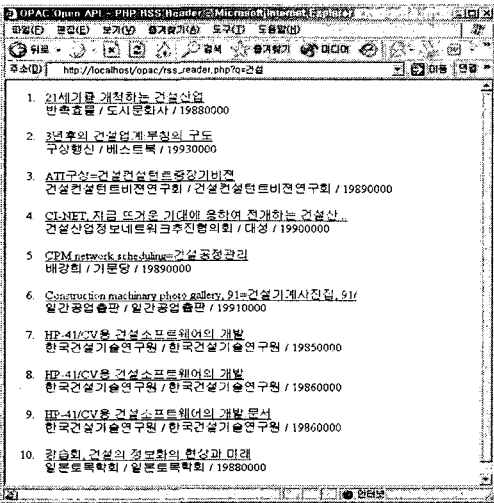 OPAC Open API - PHP RSS Reader - Microsoft Internet Explorer
파일(F) 편집(E) 보기(V) 즐겨찾기(A) 도구(T) 도움말(H)
뒤로 검색 즐겨찾기 미디어
주소(D) http://localhost/opac/rss_reader.php?q=건설 이동 연결 »
1. 21세기를 개척하는 건설산업
반측효률 / 도시문화사 / 19880000
2. 3년후의 건설업계:부침의 구도
구상행신 / 베스트북 / 19930000
3. ATI구상=건설컨설턴트중장기비젼
건설컨설턴트비젼연구회 / 건설컨설턴트비젼연구회 / 19890000
4. CI-NET, 지금 뜨거운 기대에 응하여 전개하는 건설산...
건설산업정보네트워크추진협의회 / 대성 / 19900000
5. CPM network scheduling=건설공정관리
배강희 / 기문당 / 19890000
6. Construction machinary photo gallery, 91=건설기계사진집, 91/
일간공업출판 / 일간공업출판 / 19910000
7. HP-41/CV용 건설소프트웨어의 개발
한국건설기술연구원 / 한국건설기술연구원 / 19850000
8. HP-41/CV용 건설소프트웨어의 개발
한국건설기술연구원 / 한국건설기술연구원 / 19860000
9. HP-41/CV용 건설소프트웨어의 개발:문서
한국건설기술연구원 / 한국건설기술연구원 / 19860000
10. 강습회, 건설의 정보화의 현상과 미래
일본토목학회 / 일본토목학회 / 19880000
인터넷